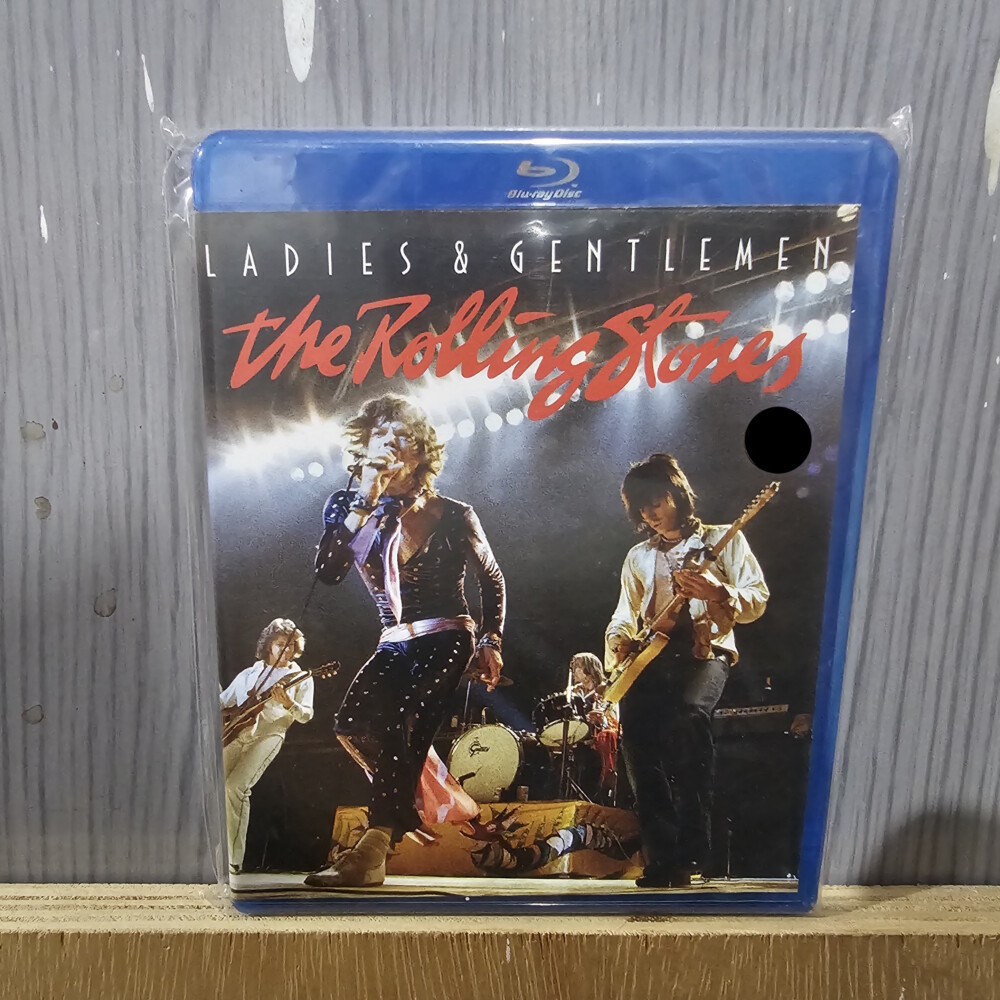 Blu-ray Disc
LADIES & GENTLEMEN
the Rolling Stones